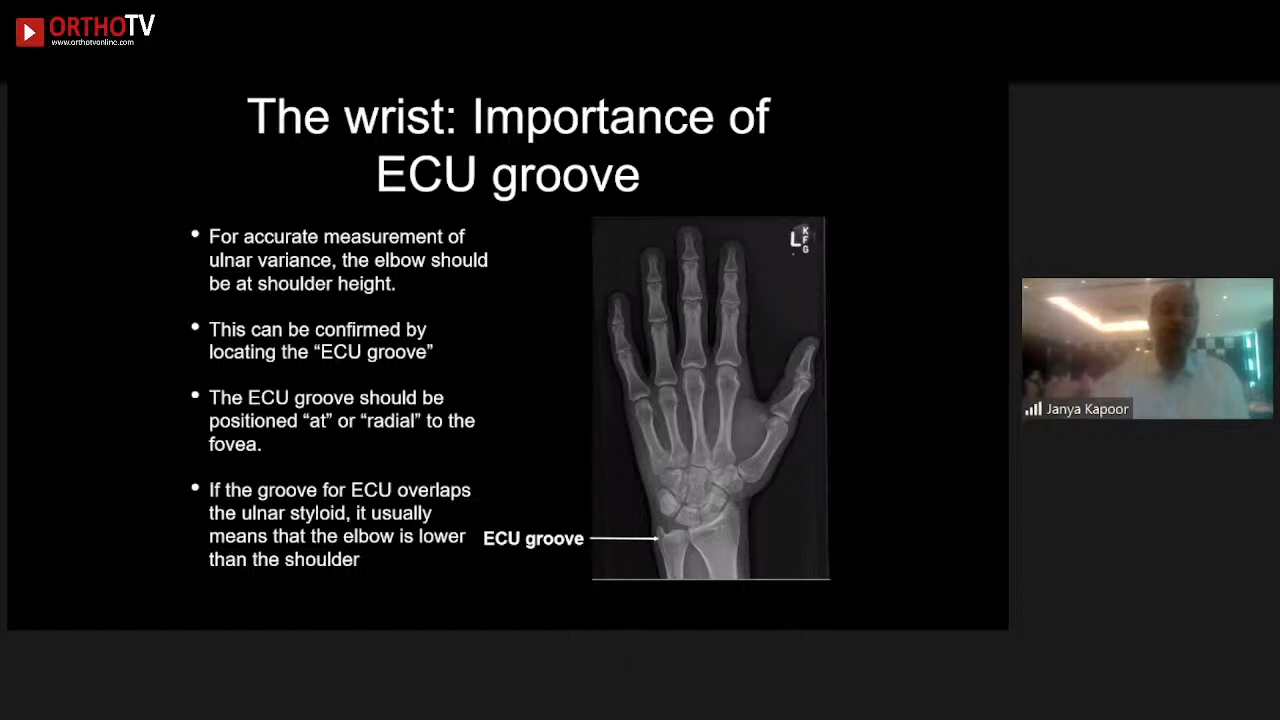 ORTHOTV
www.orthotvonline.com
The wrist: Importance of
ECU groove
• For accurate measurement of
ulnar variance, the elbow should
be at shoulder height.
• This can be confirmed by
locating the “ECU groove”
• The ECU groove should be
positioned “at” or “radial” to the
fovea.
• If the groove for ECU overlaps
the ulnar styloid, it usually
means that the elbow is lower
than the shoulder
ECU groove
L
K
F
G
Janya Kapoor